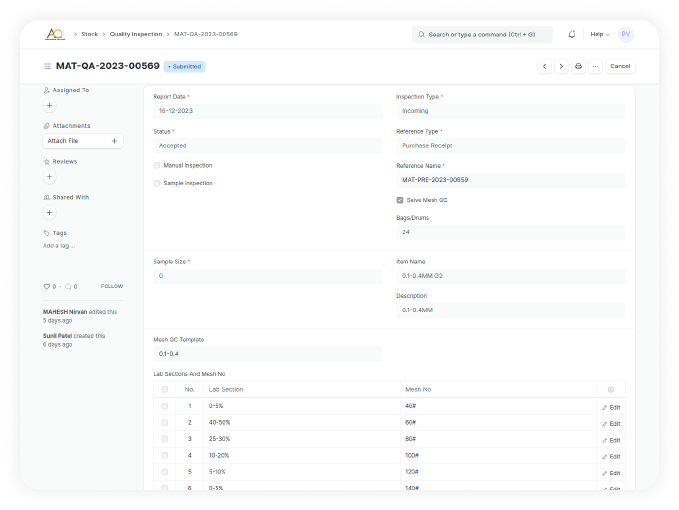 AQ
> Stock > Quality Inspection > MAT-QA-2023-00569
Search or type a command (Ctrl + G)
Help
PV
MAT-QA-2023-00569
• Submitted
Cancel
Assigned To
Attachments
Attach File
Reviews
Shared With
Tags
Add a tag ...
0 · 0
FOLLOW
MAHESH Nirvan edited this
5 days ago
Sunil Patel created this
6 days ago
Report Date *
16-12-2023
Inspection Type *
Incoming
Status *
Accepted
Reference Type *
Purchase Receipt
Manual Inspection
Reference Name *
MAT-PRE-2023-00659
Sample Inspection
Seive Mesh QC
Bags/Drums
24
Sample Size *
0
Item Name
0.1-0.4MM G2
Description
0.1-0.4MM
Mesh QC Template
0.1-0.4
Lab Sections And Mesh No
No. Lab Section Mesh No
1 0-5% 40# Edit
2 40-50% 60# Edit
3 25-30% 80# Edit
4 10-20% 100# Edit
5 5-10% 120# Edit
6 0-5% 140# Edit